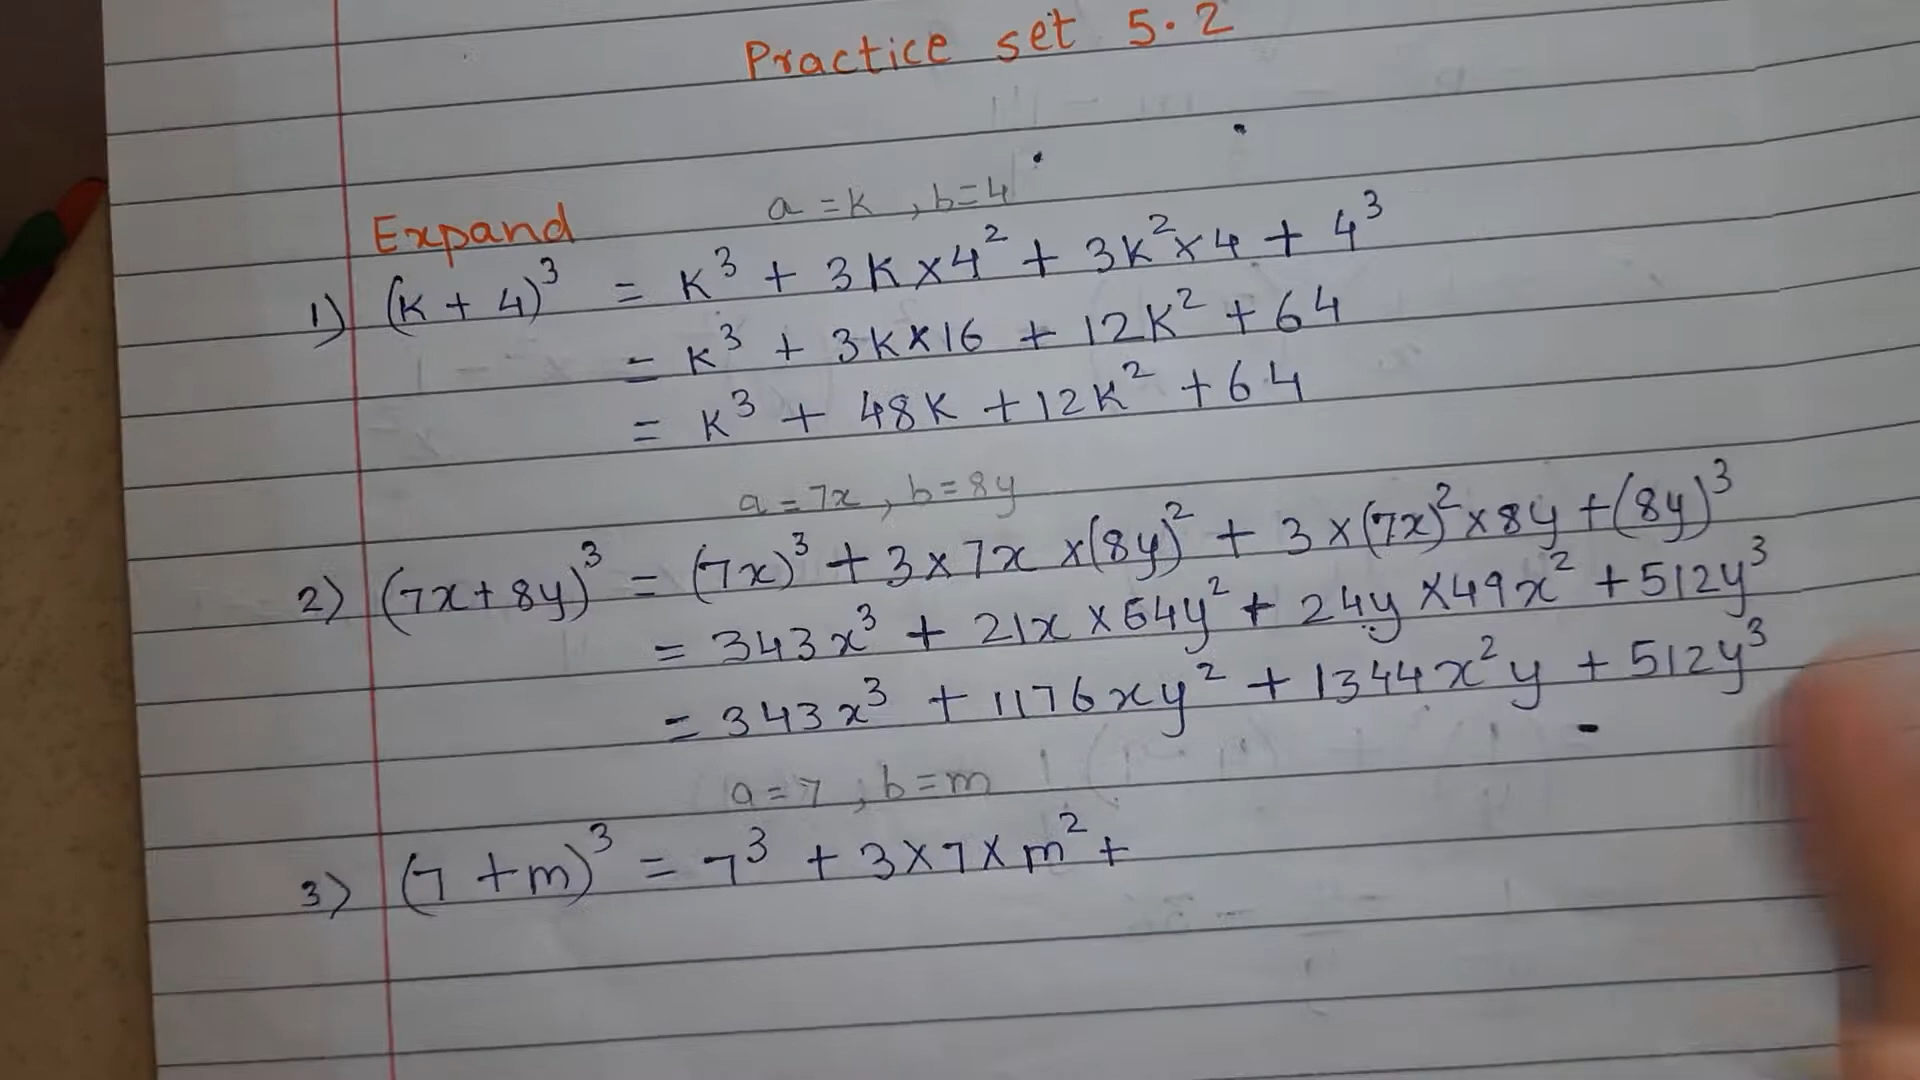 Practice set 5.2
Expand
a = k, b=4
1) (k + 4)³ = k³ + 3k×4² + 3k²×4 + 4³
= k³ + 3k×16 + 12k² + 64
= k³ + 48k + 12k² + 64
a = 7x, b = 8y
2) (7x+8y)³ = (7x)³ + 3×7x×(8y)² + 3×(7x)²×8y + (8y)³
= 343x³ + 21x×64y² + 24y×49x² + 512y³
= 343x³ + 1176xy² + 1344x²y + 512y³
a = 7, b = m
3) (7 + m)³ = 7³ + 3×7×m² +